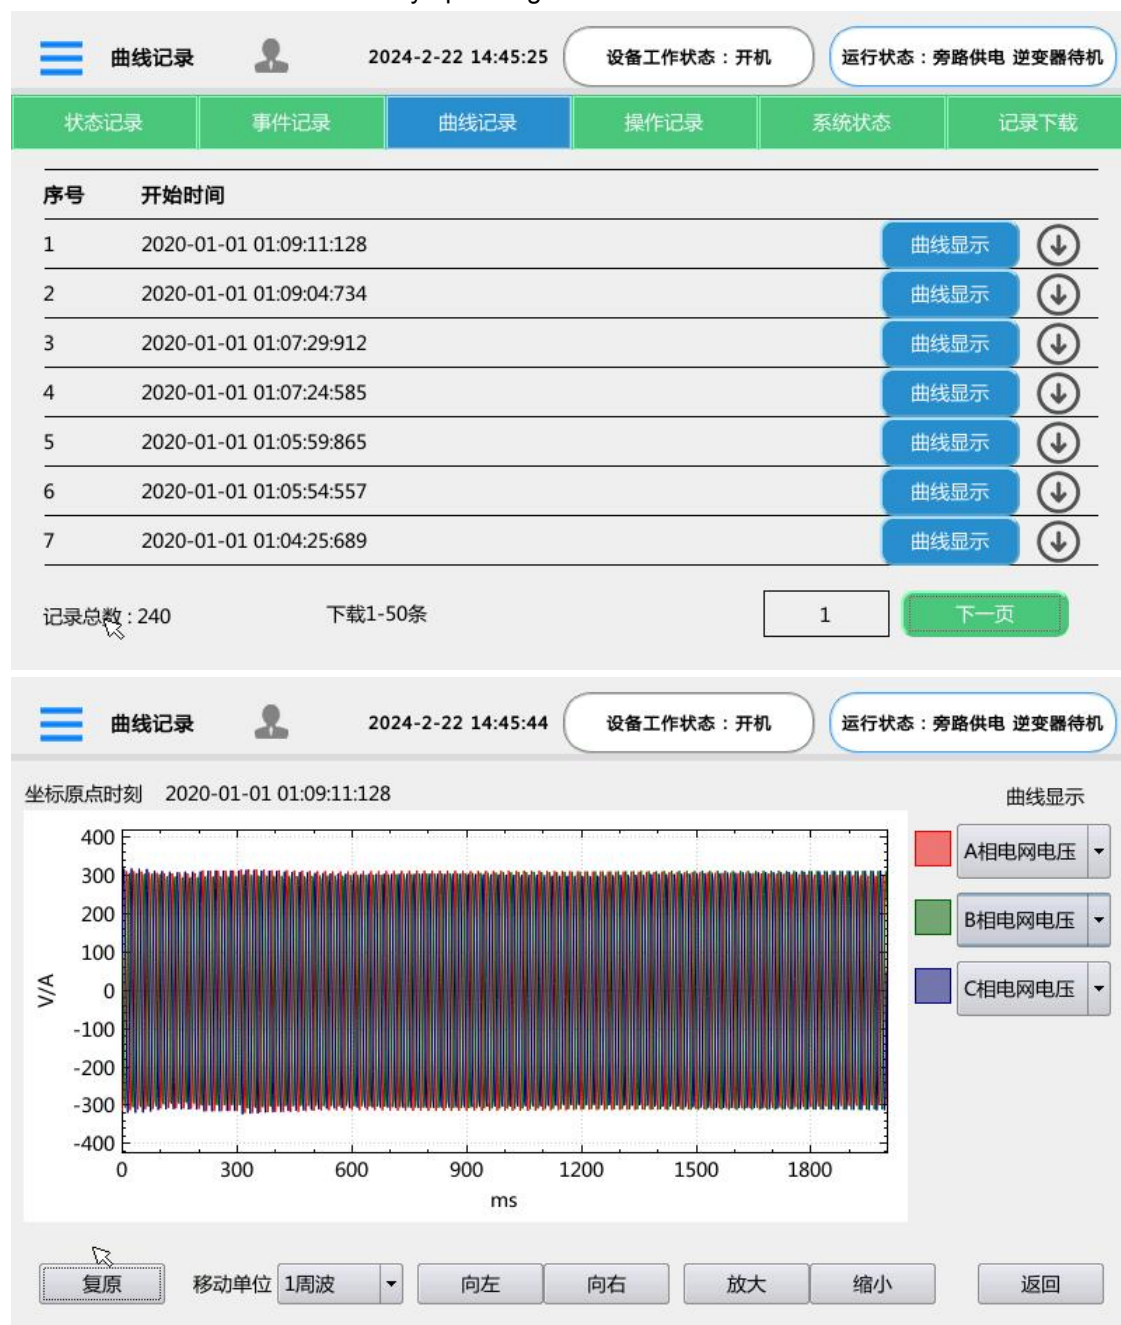 曲线记录 2024-2-22 14:45:25 设备工作状态：开机 运行状态：旁路供电 逆变器待机
状态记录 事件记录 曲线记录 操作记录 系统状态 记录下载
序号 开始时间
1 2020-01-01 01:09:11:128 曲线显示
2 2020-01-01 01:09:04:734 曲线显示
3 2020-01-01 01:07:29:912 曲线显示
4 2020-01-01 01:07:24:585 曲线显示
5 2020-01-01 01:05:59:865 曲线显示
6 2020-01-01 01:05:54:557 曲线显示
7 2020-01-01 01:04:25:689 曲线显示
记录总数 : 240 下载1-50条 1 下一页
曲线记录 2024-2-22 14:45:44 设备工作状态：开机 运行状态：旁路供电 逆变器待机
坐标原点时刻 2020-01-01 01:09:11:128 曲线显示
400
300
200
100
0
-100
-200
-300
-400
V/A
0 300 600 900 1200 1500 1800
ms
A相电网电压
B相电网电压
C相电网电压
复原 移动单位 1周波 向左 向右 放大 缩小 返回